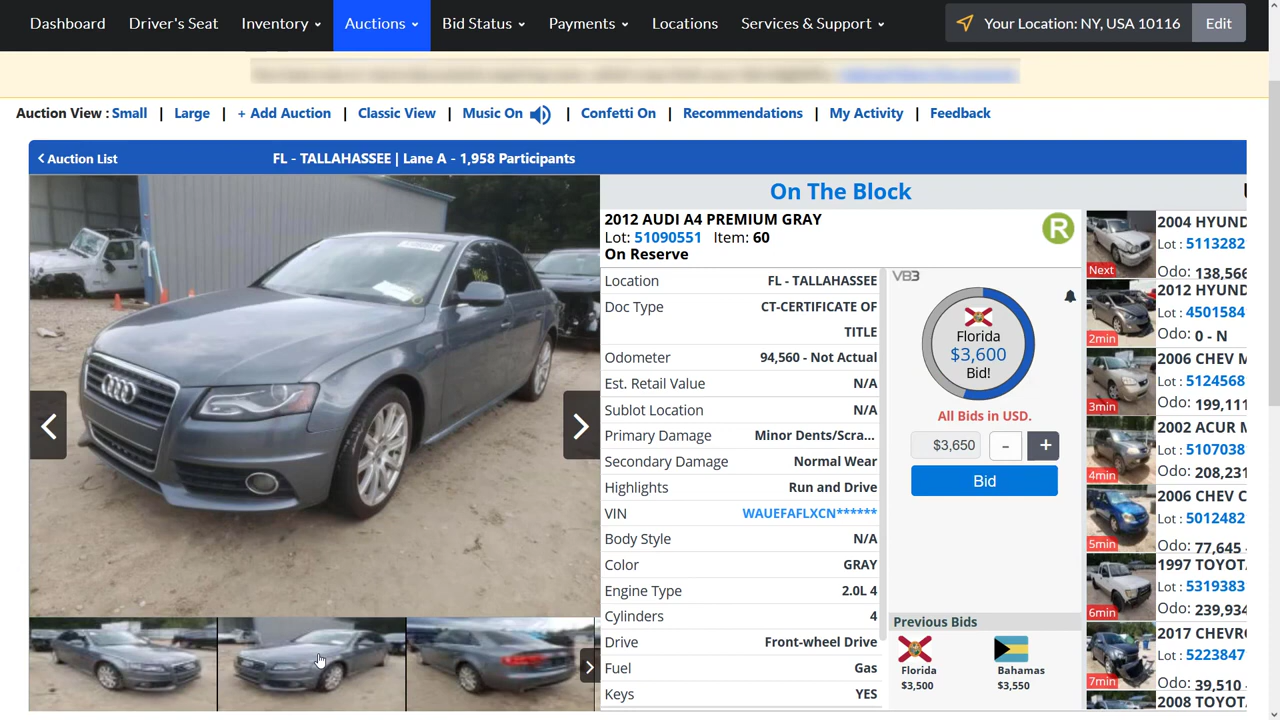 Dashboard Driver's Seat Inventory Auctions Bid Status Payments Locations Services & Support Your Location: NY, USA 10116 Edit
Auction View : Small | Large | + Add Auction | Classic View | Music On | Confetti On | Recommendations | My Activity | Feedback
Auction List FL - TALLAHASSEE | Lane A - 1,958 Participants
On The Block
2012 AUDI A4 PREMIUM GRAY
Lot: 51090551 Item: 60
On Reserve
R
Location FL - TALLAHASSEE
Doc Type CT-CERTIFICATE OF
TITLE
Odometer 94,560 - Not Actual
Est. Retail Value N/A
Sublot Location N/A
Primary Damage Minor Dents/Scra...
Secondary Damage Normal Wear
Highlights Run and Drive
VIN WAUEFAFLXCN******
Body Style N/A
Color GRAY
Engine Type 2.0L 4
Cylinders 4
Drive Front-wheel Drive
Fuel Gas
Keys YES
VB3
Florida
$3,600
Bid!
All Bids in USD.
$3,650 - +
Bid
Previous Bids
Florida Bahamas
$3,500 $3,550
2004 HYUND
Lot : 5113282
Next Odo: 138,566
2012 HYUND
Lot : 4501584
2min Odo: 0 - N
2006 CHEV M
Lot : 5124568
3min Odo: 199,111
2002 ACUR M
Lot : 5107038
4min Odo: 208,231
2006 CHEV C
Lot : 5012482
5min Odo: 77,645
1997 TOYOT
Lot : 5319383
6min Odo: 239,934
2017 CHEVR
Lot : 5223847
7min Odo: 39,510
2008 TOYOT